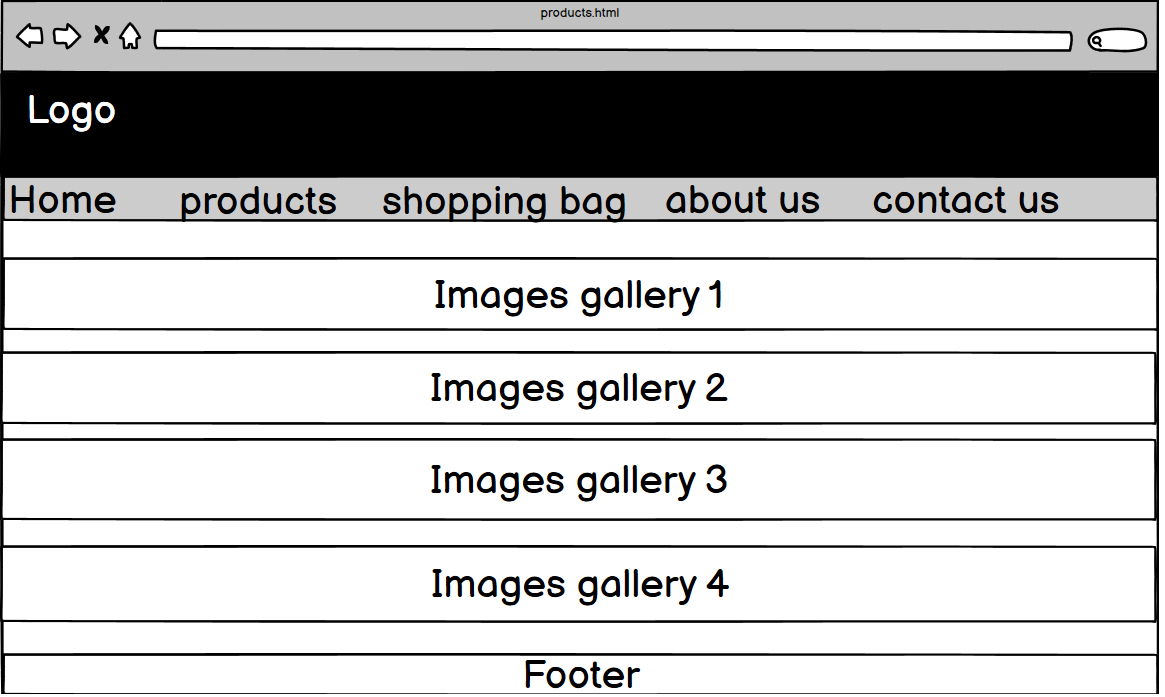 products.html
Logo
Home products shopping bag about us contact us
Images gallery 1
Images gallery 2
Images gallery 3
Images gallery 4
Footer